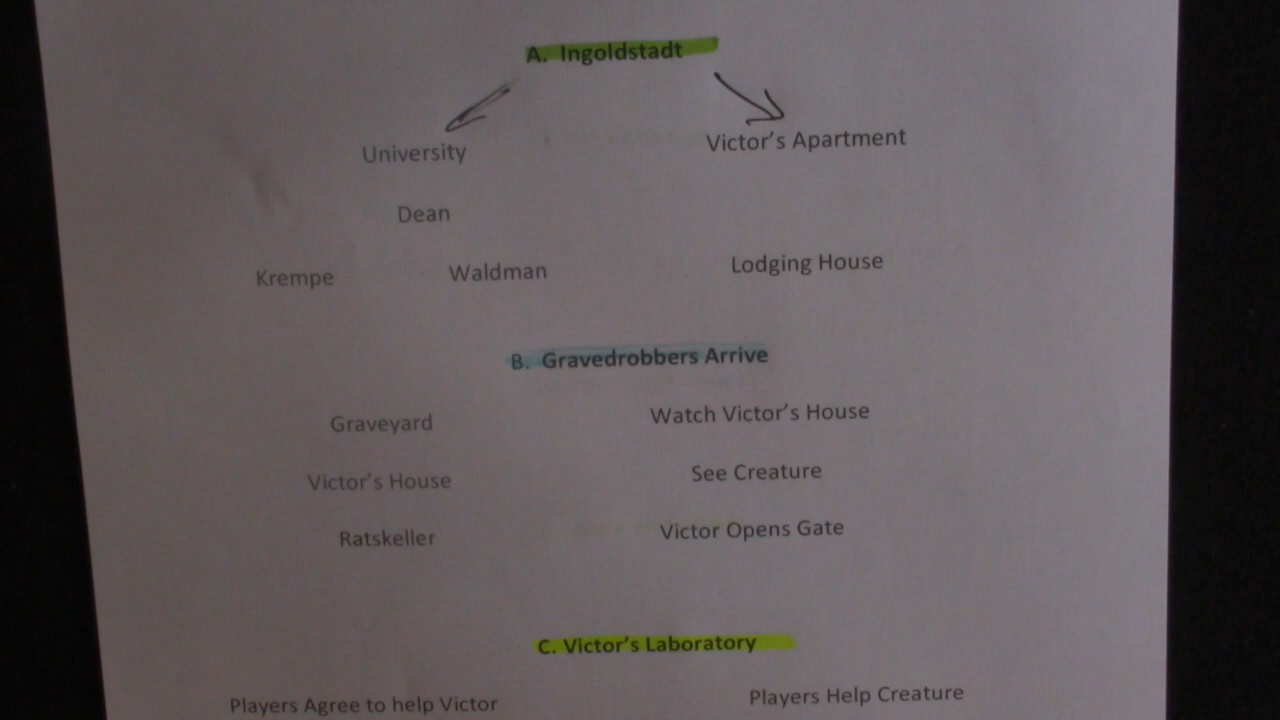 A. Ingoldstadt
University Victor's Apartment
Dean
Krempe Waldman Lodging House
B. Gravedrobbers Arrive
Graveyard Watch Victor's House
Victor's House See Creature
Ratskeller Victor Opens Gate
C. Victor's Laboratory
Players Agree to help Victor Players Help Creature